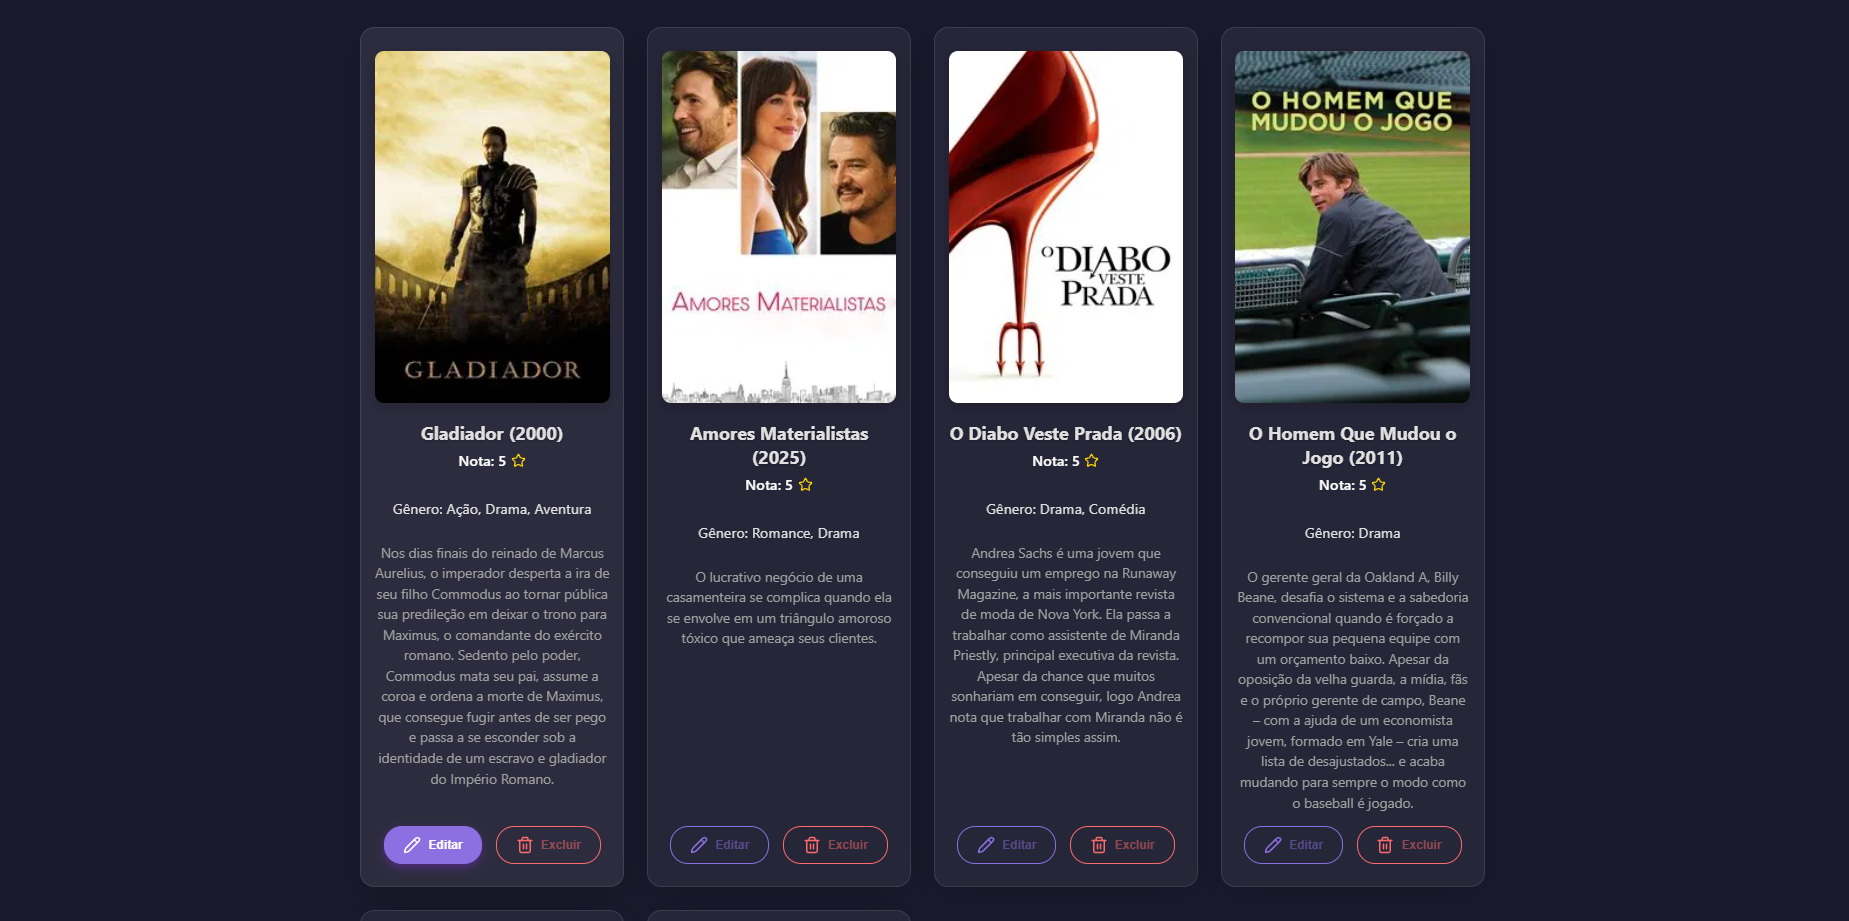 GLADIADOR
Gladiador (2000)
Nota: 5
Gênero: Ação, Drama, Aventura
Nos dias finais do reinado de Marcus
Aurelius, o imperador desperta a ira de
seu filho Commodus ao tornar pública
sua predileção em deixar o trono para
Maximus, o comandante do exército
romano. Sedento pelo poder,
Commodus mata seu pai, assume a
coroa e ordena a morte de Maximus,
que consegue fugir antes de ser pego
e passa a se esconder sob a
identidade de um escravo e gladiador
do Império Romano.
Editar
Excluir
AMORES MATERIALISTAS
Amores Materialistas
(2025)
Nota: 5
Gênero: Romance, Drama
O lucrativo negócio de uma
casamenteira se complica quando ela
se envolve em um triângulo amoroso
tóxico que ameaça seus clientes.
Editar
Excluir
O DIABO
VESTE
PRADA
O Diabo Veste Prada (2006)
Nota: 5
Gênero: Drama, Comédia
Andrea Sachs é uma jovem que
conseguiu um emprego na Runaway
Magazine, a mais importante revista
de moda de Nova York. Ela passa a
trabalhar como assistente de Miranda
Priestly, principal executiva da revista.
Apesar da chance que muitos
sonhariam em conseguir, logo Andrea
nota que trabalhar com Miranda não é
tão simples assim.
Editar
Excluir
O HOMEM QUE
MUDOU O JOGO
O Homem Que Mudou o
Jogo (2011)
Nota: 5
Gênero: Drama
O gerente geral da Oakland A, Billy
Beane, desafia o sistema e a sabedoria
convencional quando é forçado a
recompor sua pequena equipe com
um orçamento baixo. Apesar da
oposição da velha guarda, a mídia, fãs
e o próprio gerente de campo, Beane
– com a ajuda de um economista
jovem, formado em Yale – cria uma
lista de desajustados... e acaba
mudando para sempre o modo como
o baseball é jogado.
Editar
Excluir